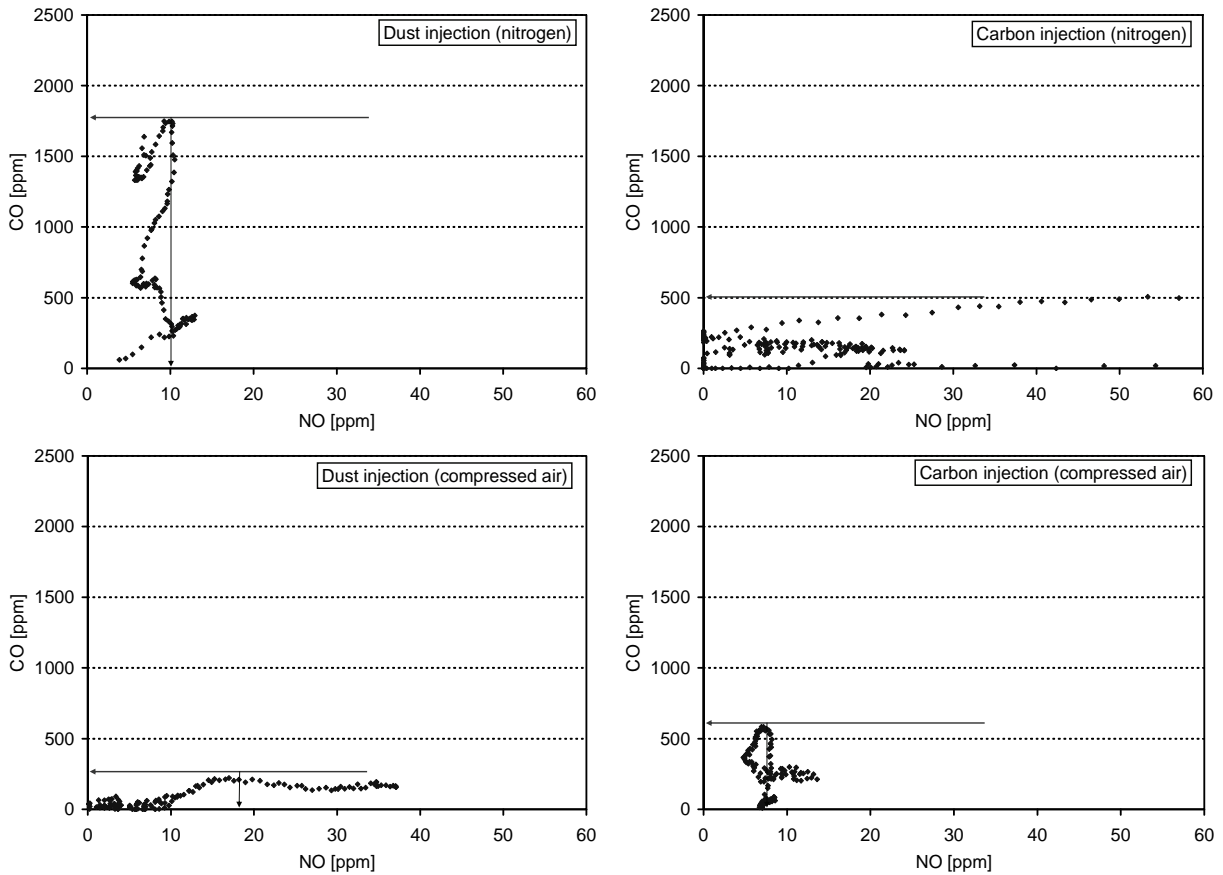 Dust injection (nitrogen)
CO [ppm]
2500
2000
1500
1000
500
0
0 10 20 30 40 50 60
NO [ppm]
Carbon injection (nitrogen)
CO [ppm]
2500
2000
1500
1000
500
0
0 10 20 30 40 50 60
NO [ppm]
Dust injection (compressed air)
CO [ppm]
2500
2000
1500
1000
500
0
0 10 20 30 40 50 60
NO [ppm]
Carbon injection (compressed air)
CO [ppm]
2500
2000
1500
1000
500
0
0 10 20 30 40 50 60
NO [ppm]